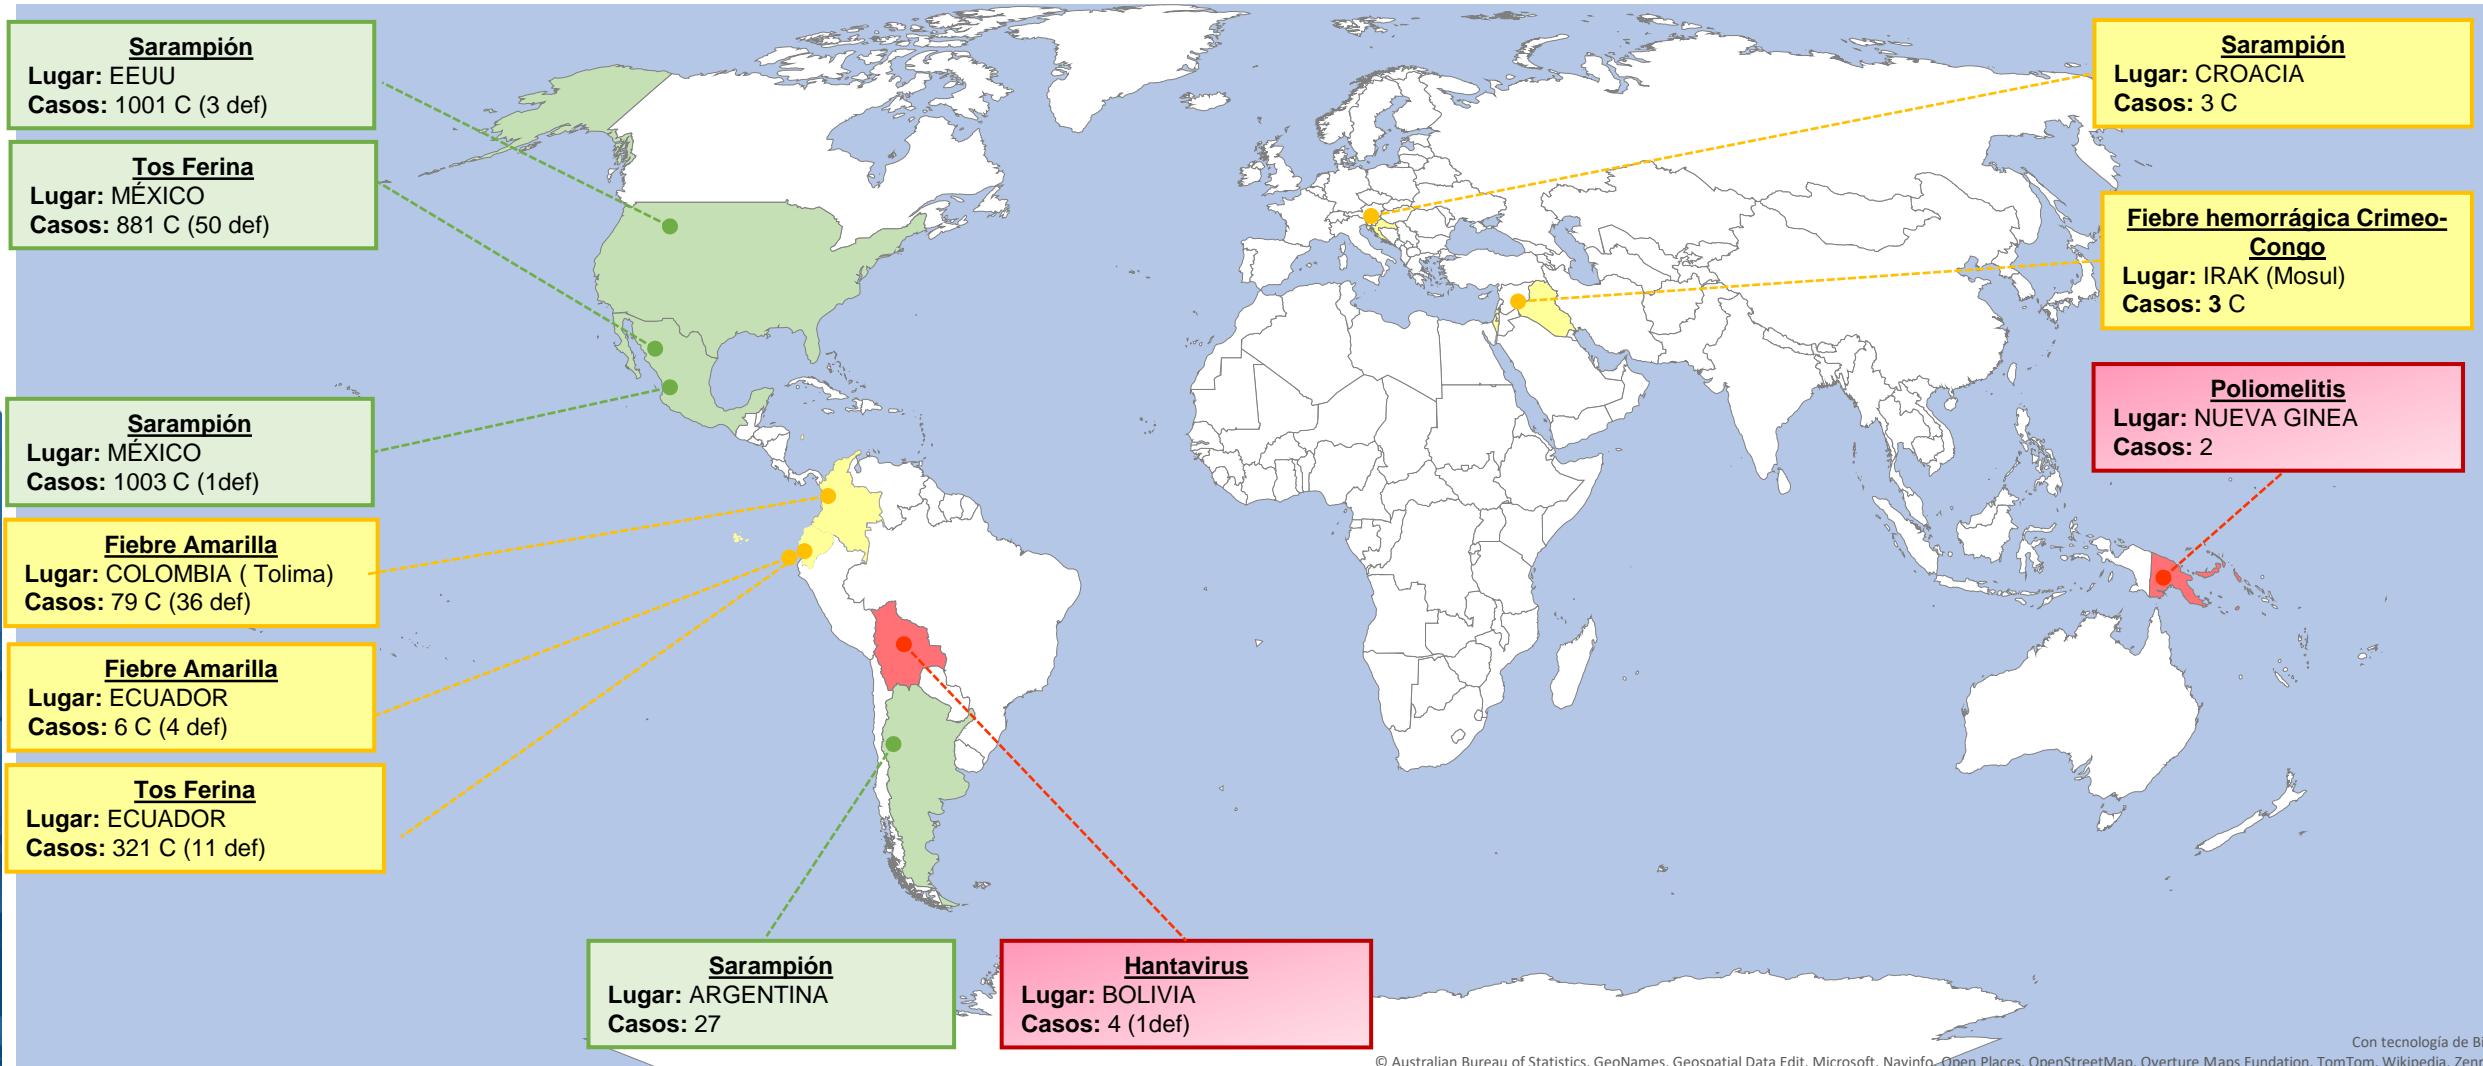 Sarampión
Lugar: EEUU
Casos: 1001 C (3 def)
Tos Ferina
Lugar: MÉXICO
Casos: 881 C (50 def)
Sarampión
Lugar: MÉXICO
Casos: 1003 C (1def)
Fiebre Amarilla
Lugar: COLOMBIA ( Tolima)
Casos: 79 C (36 def)
Fiebre Amarilla
Lugar: ECUADOR
Casos: 6 C (4 def)
Tos Ferina
Lugar: ECUADOR
Casos: 321 C (11 def)
Sarampión
Lugar: ARGENTINA
Casos: 27
Hantavirus
Lugar: BOLIVIA
Casos: 4 (1def)
Sarampión
Lugar: CROACIA
Casos: 3 C
Fiebre hemorrágica Crimeo-
Congo
Lugar: IRAK (Mosul)
Casos: 3 C
Poliomelitis
Lugar: NUEVA GINEA
Casos: 2
Con tecnología de Bi
© Australian Bureau of Statistics, GeoNames, Geospatial Data Edit, Microsoft, Navinfo, Open Places, OpenStreetMap, Overture Maps Fundation, TomTom, Wikipedia, Zenr